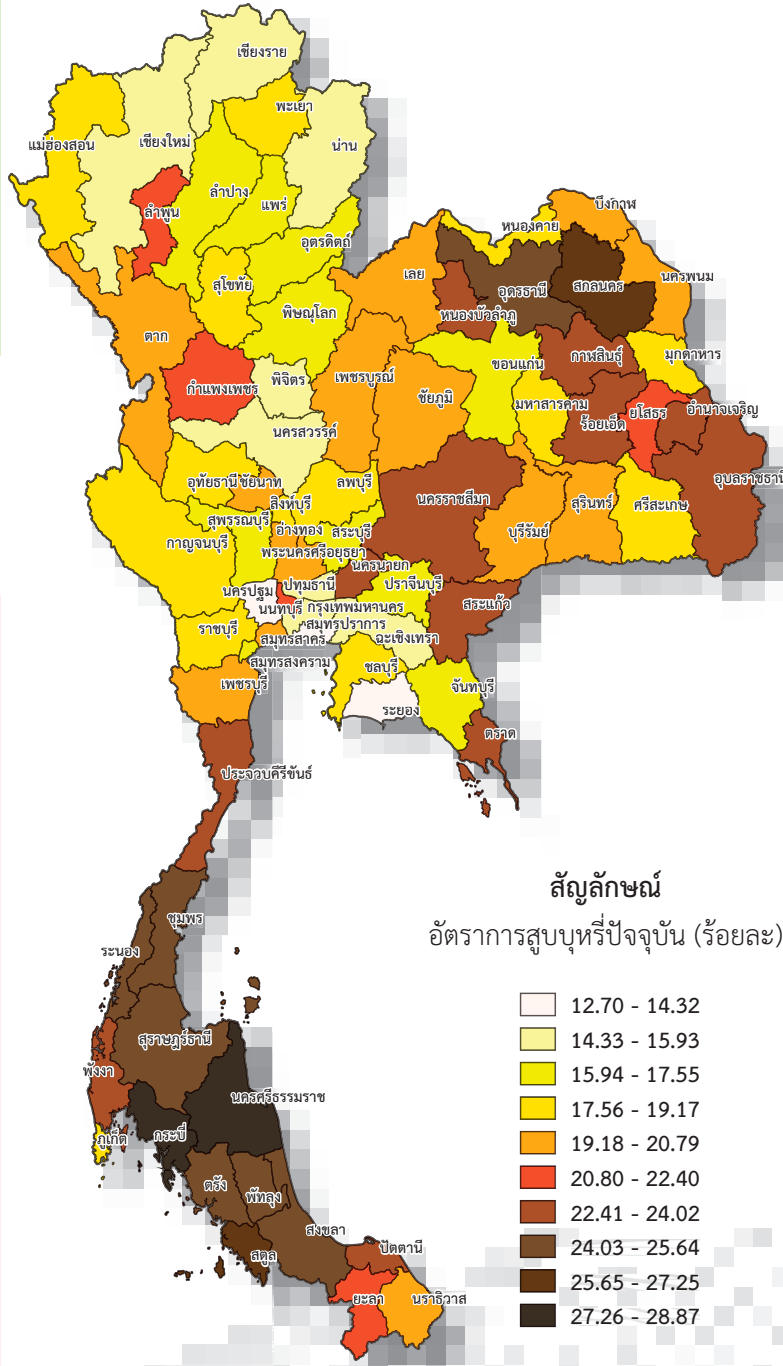 เชียงราย
พะเยา
แม่ฮ่องสอน
เชียงใหม่
น่าน
ลำปาง
ลำพูน
แพร่
อุตรดิตถ์
สุโขทัย
พิษณุโลก
ตาก
กำแพงเพชร
พิจิตร
เพชรบูรณ์
นครสวรรค์
เลย
หนองคาย
บึงกาฬ
อุดรธานี
สกลนคร
นครพนม
หนองบัวลำภู
ขอนแก่น
กาฬสินธุ์
มุกดาหาร
ชัยภูมิ
มหาสารคาม
ร้อยเอ็ด
ยโสธร
อำนาจเจริญ
อุบลราชธานี
นครราชสีมา
บุรีรัมย์
สุรินทร์
ศรีสะเกษ
อุทัยธานี
ชัยนาท
ลพบุรี
สิงห์บุรี
สุพรรณบุรี
อ่างทอง
สระบุรี
กาญจนบุรี
พระนครศรีอยุธยา
นครนายก
นครปฐม
ปทุมธานี
ปราจีนบุรี
นนทบุรี
กรุงเทพมหานคร
สระแก้ว
สมุทรปราการ
ราชบุรี
สมุทรสาคร
ฉะเชิงเทรา
สมุทรสงคราม
ชลบุรี
เพชรบุรี
จันทบุรี
ระยอง
ตราด
ประจวบคีรีขันธ์
ชุมพร
ระนอง
สุราษฎร์ธานี
พังงา
นครศรีธรรมราช
ภูเก็ต
กระบี่
ตรัง
พัทลุง
สงขลา
สตูล
ปัตตานี
ยะลา
นราธิวาส
สัญลักษณ์
อัตราการสูบบุหรี่ปัจจุบัน (ร้อยละ)
12.70 - 14.32
14.33 - 15.93
15.94 - 17.55
17.56 - 19.17
19.18 - 20.79
20.80 - 22.40
22.41 - 24.02
24.03 - 25.64
25.65 - 27.25
27.26 - 28.87